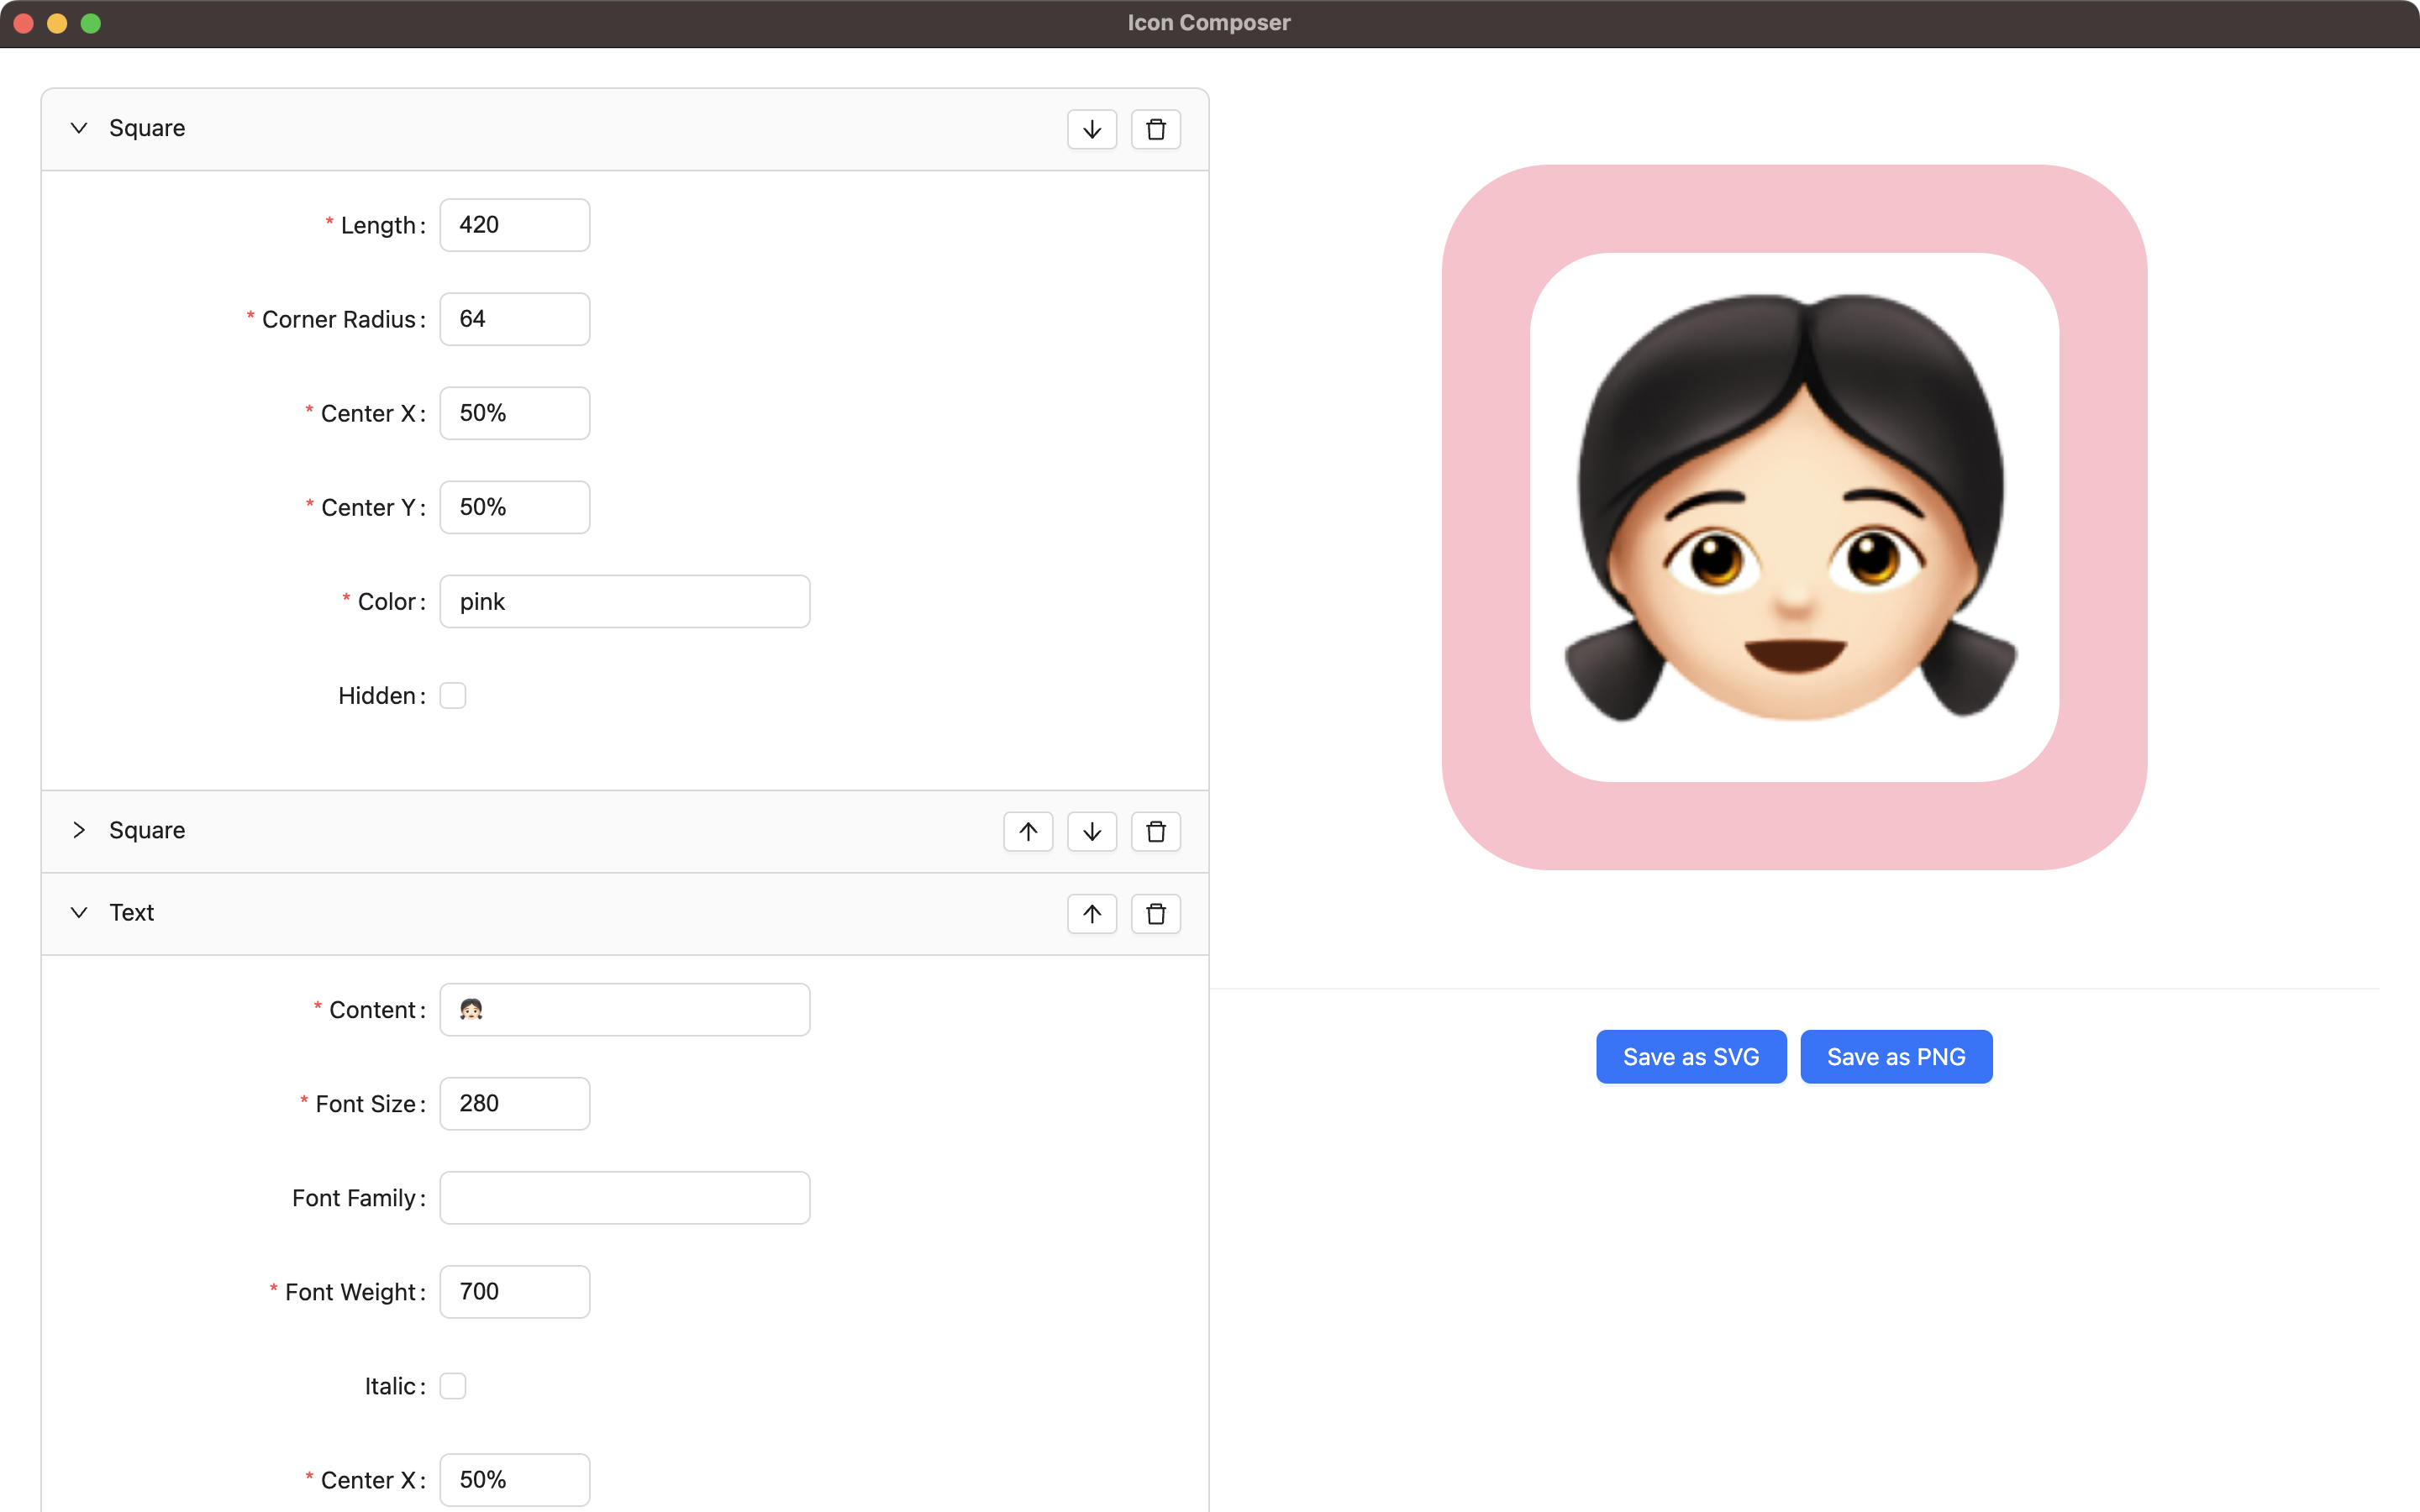 Icon Composer
Square
* Length: 420
* Corner Radius: 64
* Center X: 50%
* Center Y: 50%
* Color: pink
Hidden:
Square
Text
* Content: 👧🏻
* Font Size: 280
Font Family:
* Font Weight: 700
Italic:
* Center X: 50%
Save as SVG
Save as PNG